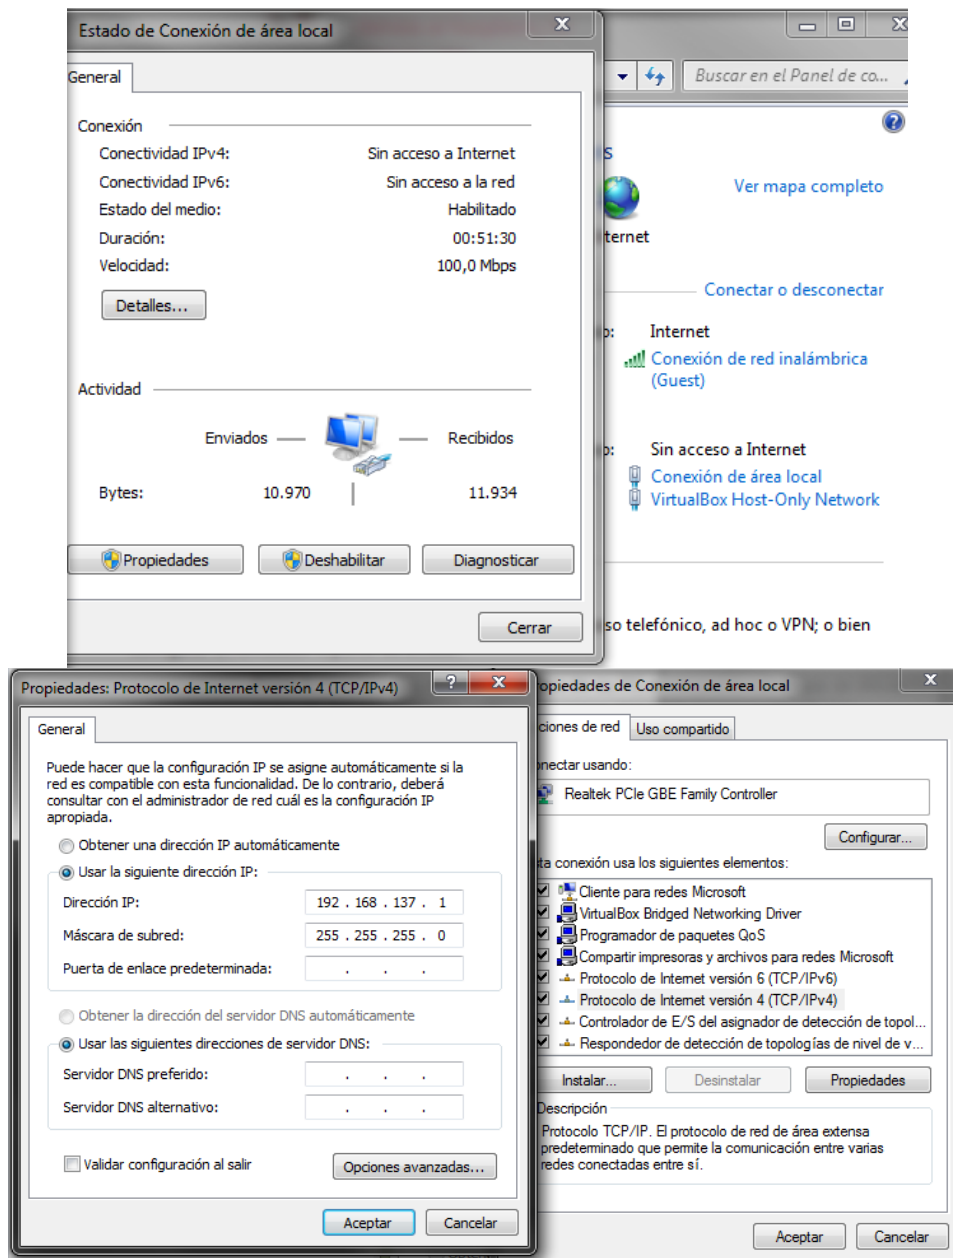 Estado de Conexión de área local
General
Conexión
Conectividad IPv4: Sin acceso a Internet
Conectividad IPv6: Sin acceso a la red
Estado del medio: Habilitado
Duración: 00:51:30
Velocidad: 100,0 Mbps
Detalles...
Actividad
Enviados Recibidos
Bytes: 10.970 11.934
Propiedades Deshabilitar Diagnosticar
Cerrar
Buscar en el Panel de co...
Ver mapa completo
ternet
Conectar o desconectar
o: Internet
Conexión de red inalámbrica
(Guest)
o: Sin acceso a Internet
Conexión de área local
VirtualBox Host-Only Network
so telefónico, ad hoc o VPN; o bien
Propiedades: Protocolo de Internet versión 4 (TCP/IPv4)
General
Puede hacer que la configuración IP se asigne automáticamente si la
red es compatible con esta funcionalidad. De lo contrario, deberá
consultar con el administrador de red cuál es la configuración IP
apropiada.
Obtener una dirección IP automáticamente
Usar la siguiente dirección IP:
Dirección IP: 192 . 168 . 137 . 1
Máscara de subred: 255 . 255 . 255 . 0
Puerta de enlace predeterminada: . . .
Obtener la dirección del servidor DNS automáticamente
Usar las siguientes direcciones de servidor DNS:
Servidor DNS preferido: . . .
Servidor DNS alternativo: . . .
Validar configuración al salir
Opciones avanzadas...
Aceptar Cancelar
opiedades de Conexión de área local
ciones de red Uso compartido
nectar usando:
Realtek PCIe GBE Family Controller
Configurar...
ta conexión usa los siguientes elementos:
Cliente para redes Microsoft
VirtualBox Bridged Networking Driver
Programador de paquetes QoS
Compartir impresoras y archivos para redes Microsoft
Protocolo de Internet versión 6 (TCP/IPv6)
Protocolo de Internet versión 4 (TCP/IPv4)
Controlador de E/S del asignador de detección de topol...
Respondedor de detección de topologías de nivel de v...
Instalar... Desinstalar Propiedades
Descripción
Protocolo TCP/IP. El protocolo de red de área extensa
predeterminado que permite la comunicación entre varias
redes conectadas entre sí.
Aceptar Cancelar